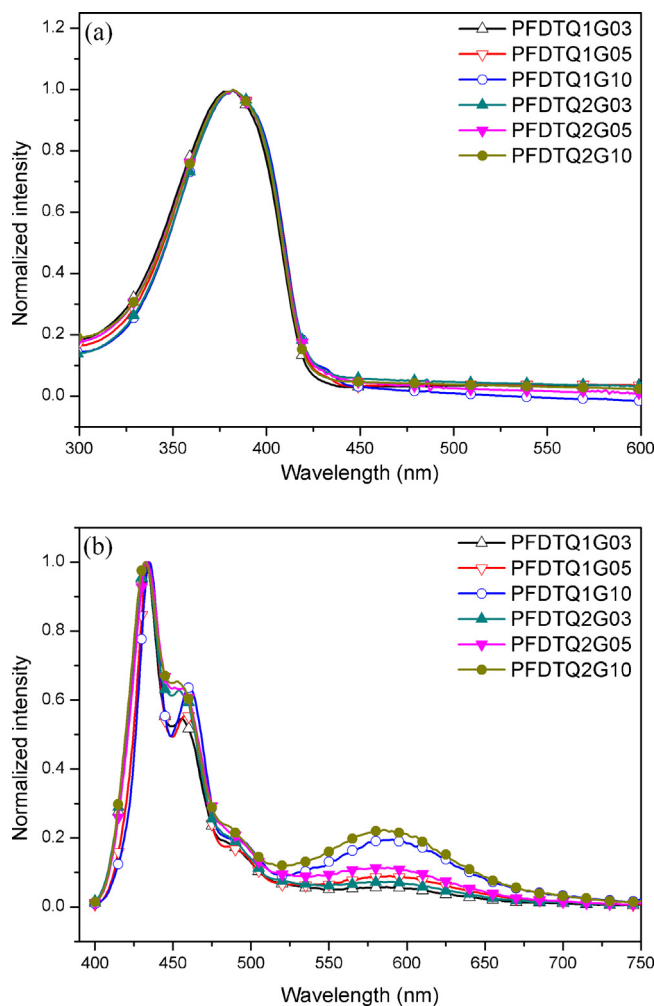 (a)
PFDTQ1G03
PFDTQ1G05
PFDTQ1G10
PFDTQ2G03
PFDTQ2G05
PFDTQ2G10
Normalized intensity
1.2
1.0
0.8
0.6
0.4
0.2
0.0
300 350 400 450 500 550 600
Wavelength (nm)
(b)
PFDTQ1G03
PFDTQ1G05
PFDTQ1G10
PFDTQ2G03
PFDTQ2G05
PFDTQ2G10
Normalized intensity
1.0
0.8
0.6
0.4
0.2
0.0
400 450 500 550 600 650 700 750
Wavelength (nm)